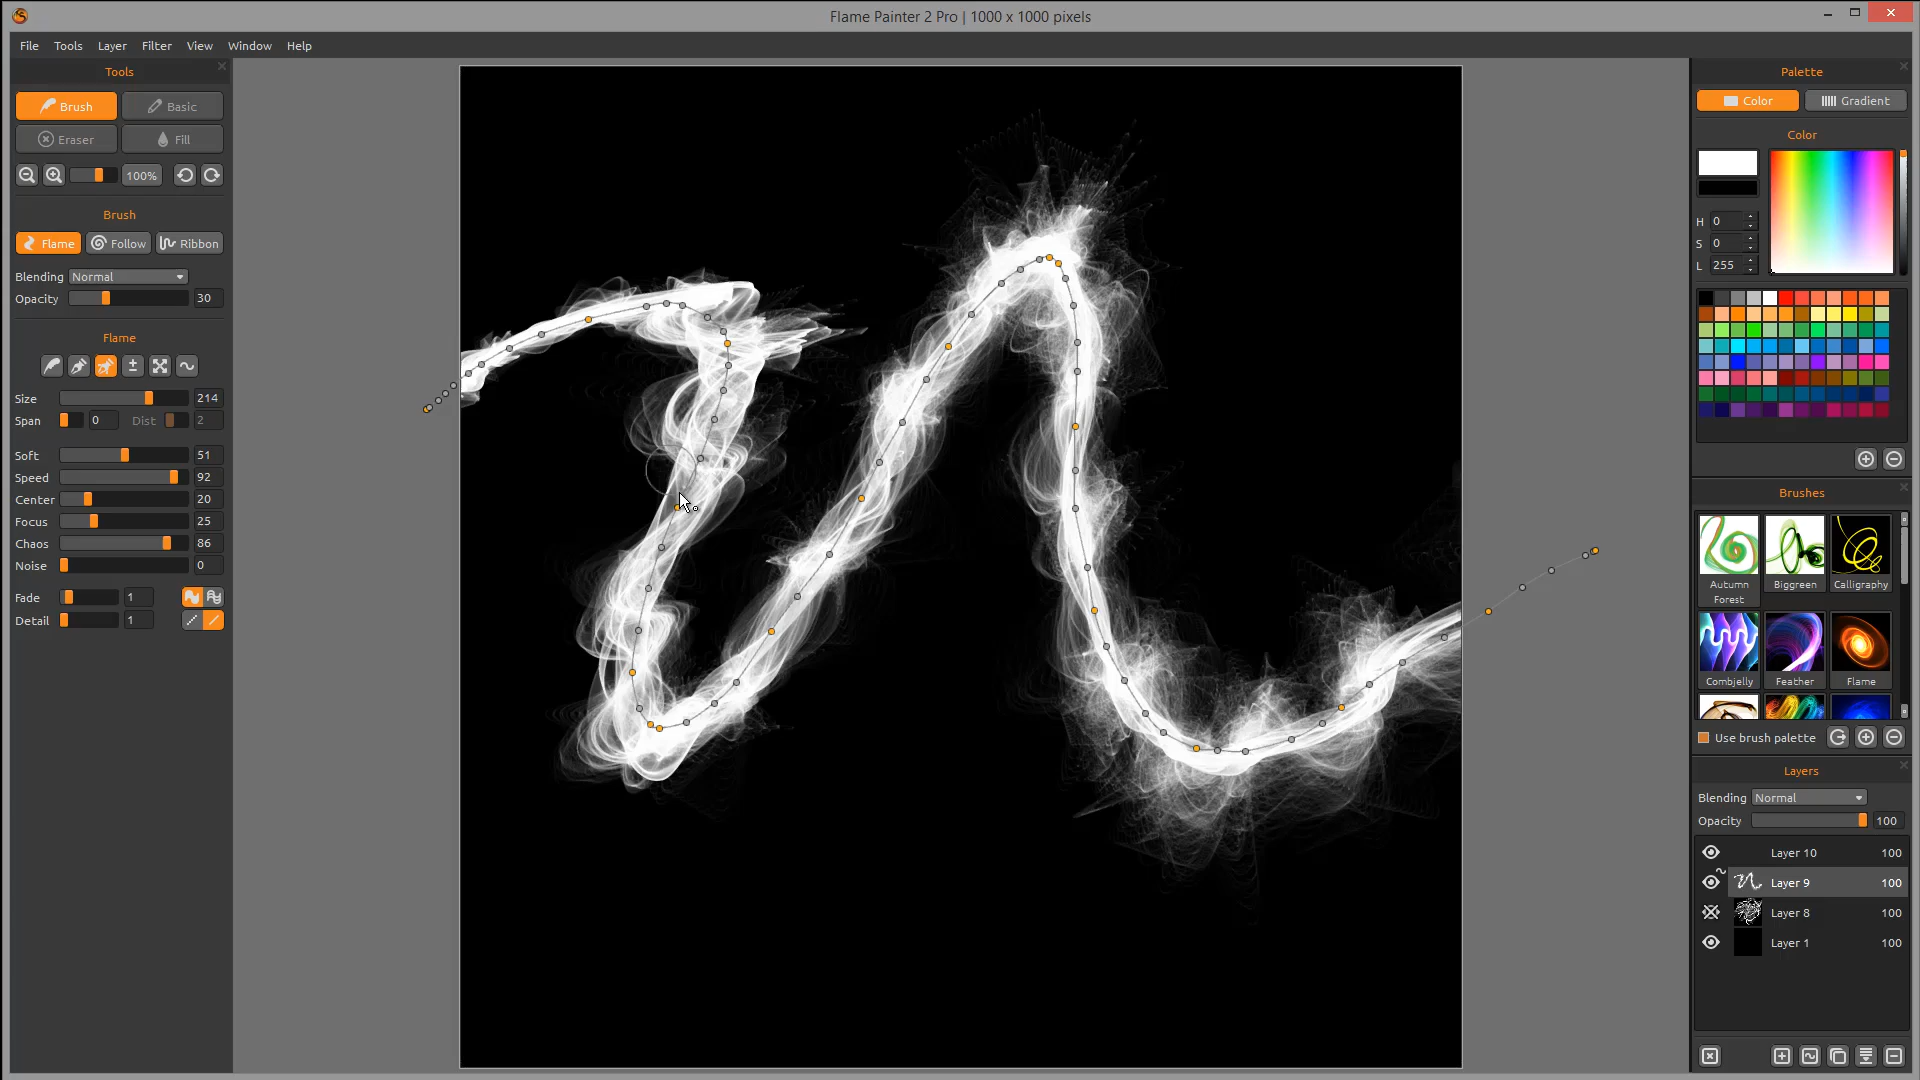 Flame Painter 2 Pro | 1000 x 1000 pixels
File Tools Layer Filter View Window Help
Tools
Brush Basic
Eraser Fill
100%
Brush
Flame Follow Ribbon
Blending Normal
Opacity 30
Flame
Size 214
Span 0 Dist 2
Soft 51
Speed 92
Center 20
Focus 25
Chaos 86
Noise 0
Fade 1
Detail 1
Palette
Color Gradient
Color
H 0
S 0
L 255
Brushes
Autumn Forest Biggreen Calligraphy
Combjelly Feather Flame
Use brush palette
Layers
Blending Normal
Opacity 100
Layer 10 100
Layer 9 100
Layer 8 100
Layer 1 100